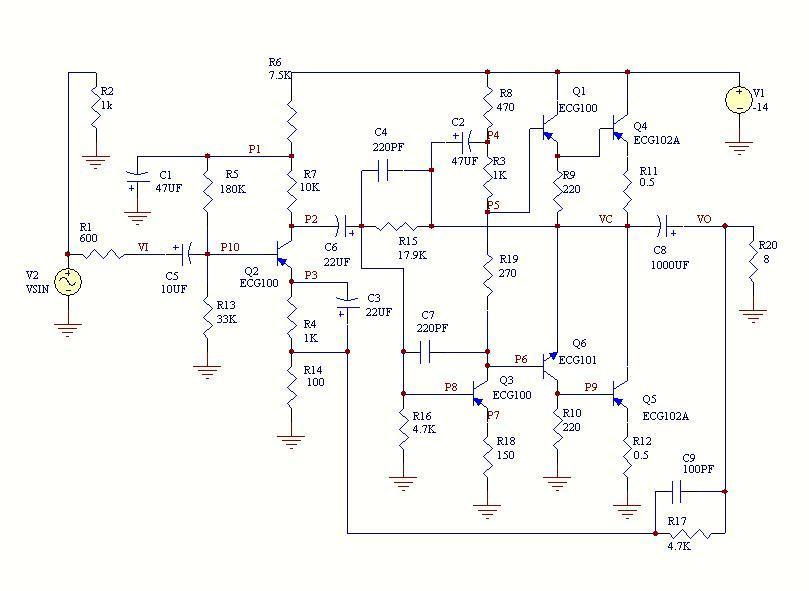 R6
7.5K
R2
1k
R8
470
Q1
ECG100
V1
-14
C4
220PF
C2
47UF
P4
Q4
ECG102A
P1
C1
47UF
R5
180K
R7
10K
R3
1K
R9
220
R11
0.5
P5
R1
600
P2
VC
VO
VI
P10
C6
22UF
R15
17.9K
C8
1000UF
R20
8
V2
VSIN
C5
10UF
Q2
ECG100
P3
R19
270
C3
22UF
R13
33K
R4
1K
C7
220PF
Q6
ECG101
P6
R14
100
Q3
ECG100
P8
P9
Q5
ECG102A
R16
4.7K
P7
R10
220
R18
150
R12
0.5
C9
100PF
R17
4.7K